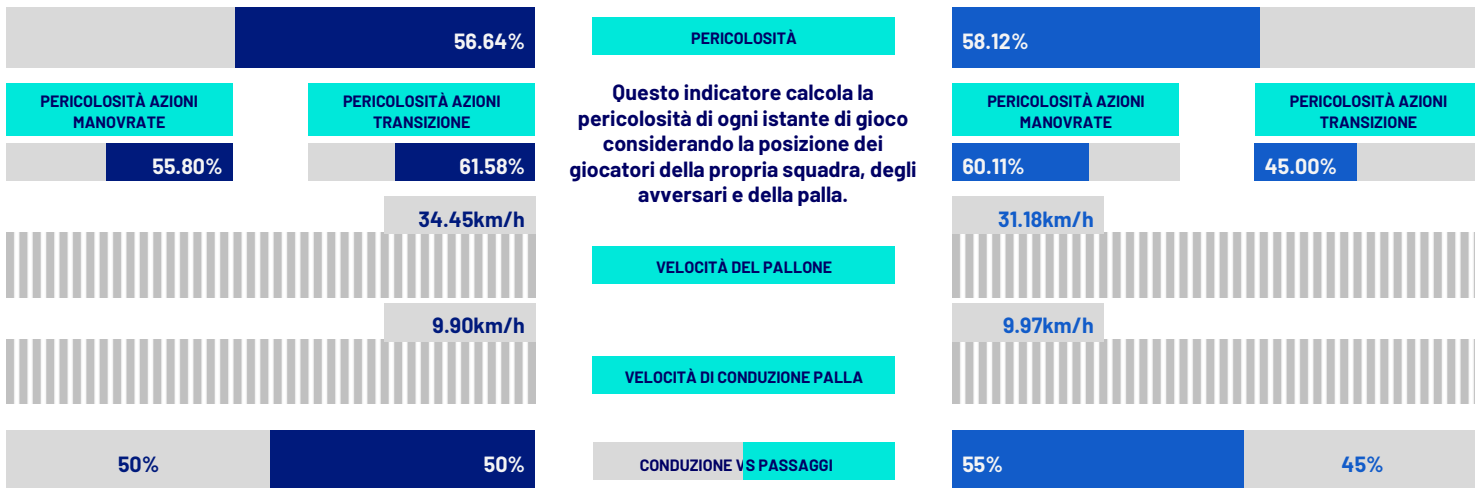 56.64%
PERICOLOSITÀ
58.12%
PERICOLOSITÀ AZIONI
MANOVRATE
PERICOLOSITÀ AZIONI
TRANSIZIONE
55.80%
61.58%
Questo indicatore calcola la
pericolosità di ogni istante di gioco
considerando la posizione dei
giocatori della propria squadra, degli
avversari e della palla.
PERICOLOSITÀ AZIONI
MANOVRATE
PERICOLOSITÀ AZIONI
TRANSIZIONE
60.11%
45.00%
34.45km/h
VELOCITÀ DEL PALLONE
31.18km/h
9.90km/h
VELOCITÀ DI CONDUZIONE PALLA
9.97km/h
50%
50%
CONDUZIONE VS PASSAGGI
55%
45%